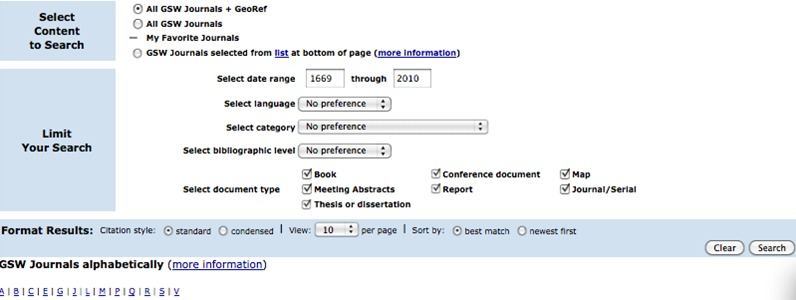 Select Content to Search
All GSW Journals + GeoRef
All GSW Journals
— My Favorite Journals
GSW Journals selected from list at bottom of page (more information)
Limit Your Search
Select date range 1669 through 2010
Select language No preference
Select category No preference
Select bibliographic level No preference
Select document type
Book Conference document Map
Meeting Abstracts Report Journal/Serial
Thesis or dissertation
Format Results: Citation style: standard condensed | View: 10 per page | Sort by: best match newest first
Clear Search
GSW Journals alphabetically (more information)
A | B | C | E | G | J | L | M | P | Q | R | S | V